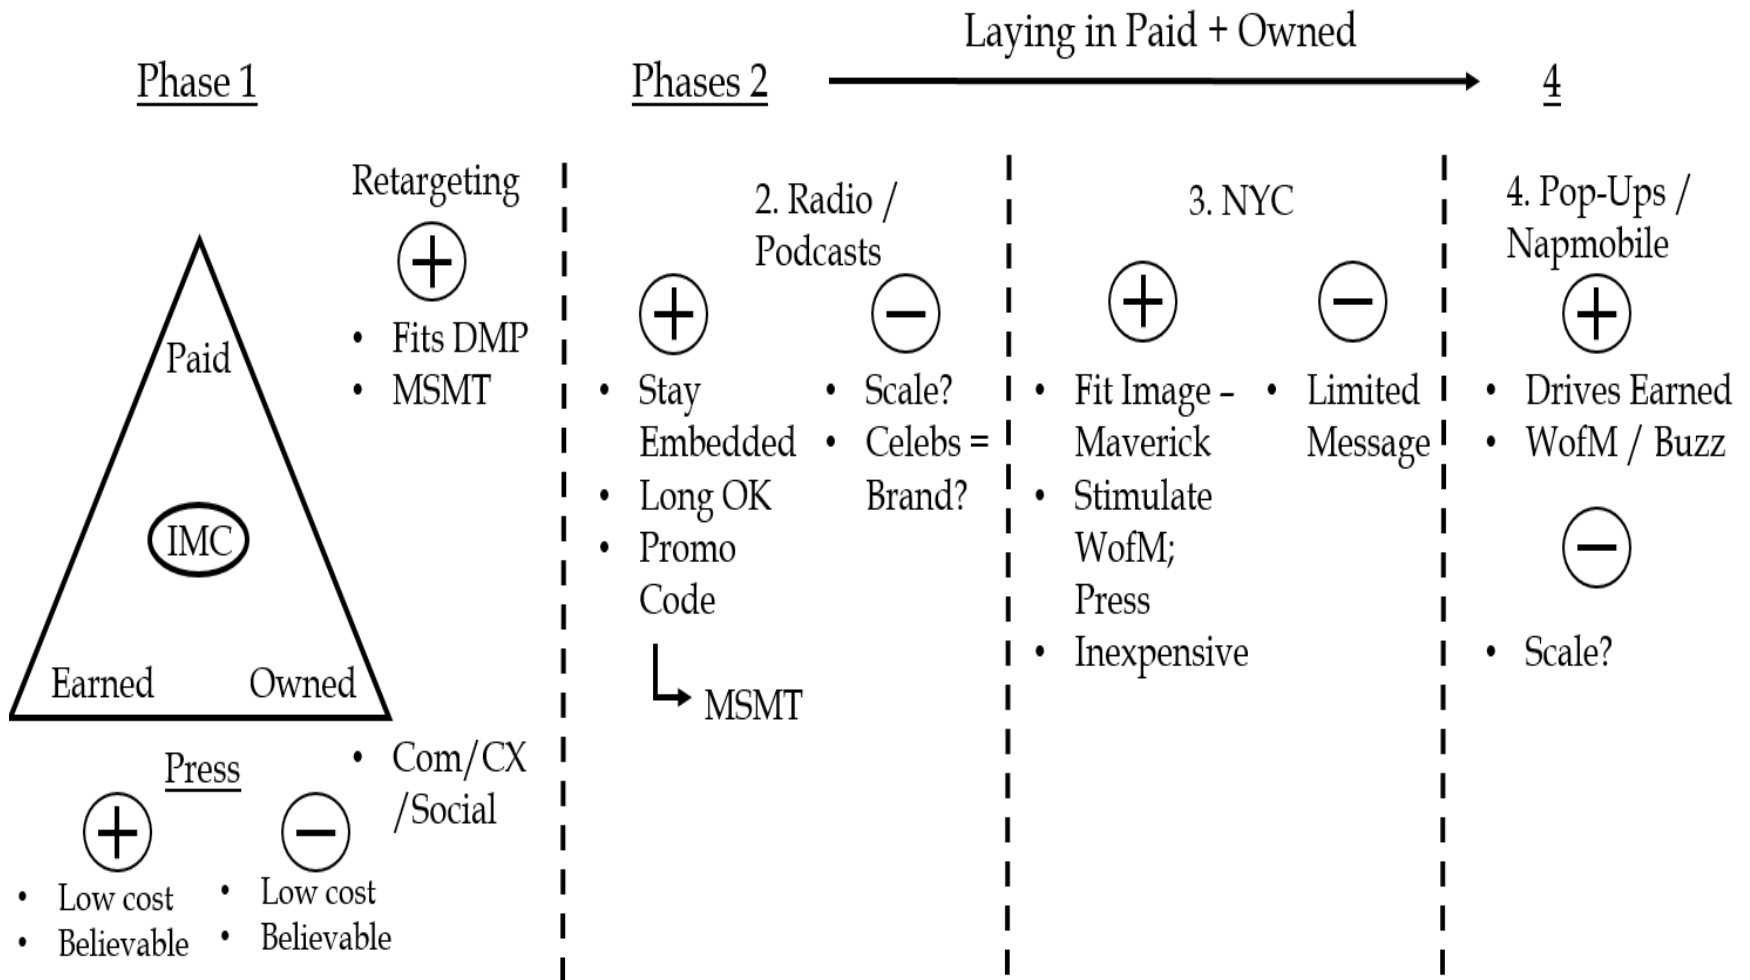 Laying in Paid + Owned
Phase 1
Phases 2
4
Retargeting
• Fits DMP
• MSMT
Paid
IMC
Earned
Owned
Press
• Low cost
• Believable
• Low cost
• Believable
• Com/CX
/Social
2. Radio /
Podcasts
• Stay
Embedded
• Long OK
• Promo
Code
MSMT
• Scale?
• Celebs =
Brand?
3. NYC
• Fit Image –
Maverick
• Stimulate
WofM;
Press
• Inexpensive
• Limited
Message
4. Pop-Ups /
Napmobile
• Drives Earned
• WofM / Buzz
• Scale?